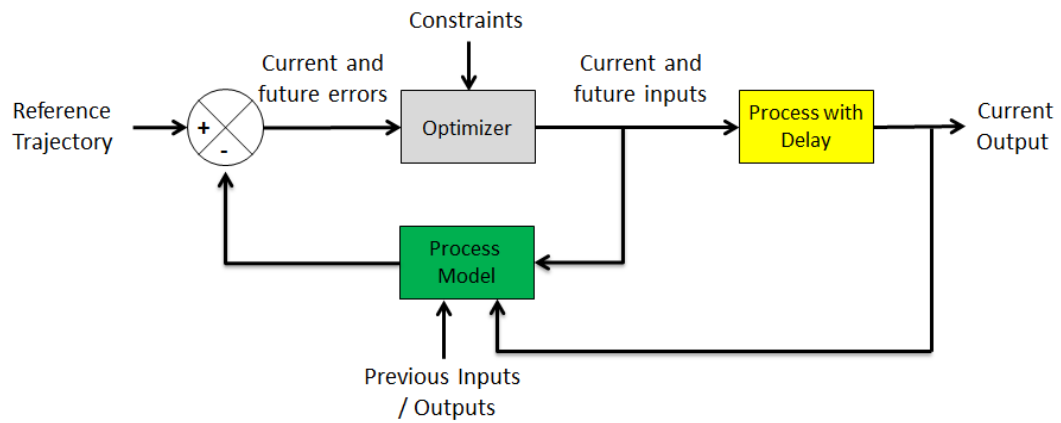 Constraints
Current and
future errors
Current and
future inputs
Reference
Trajectory
+
-
Optimizer
Process with
Delay
Current
Output
Process
Model
Previous Inputs
/ Outputs